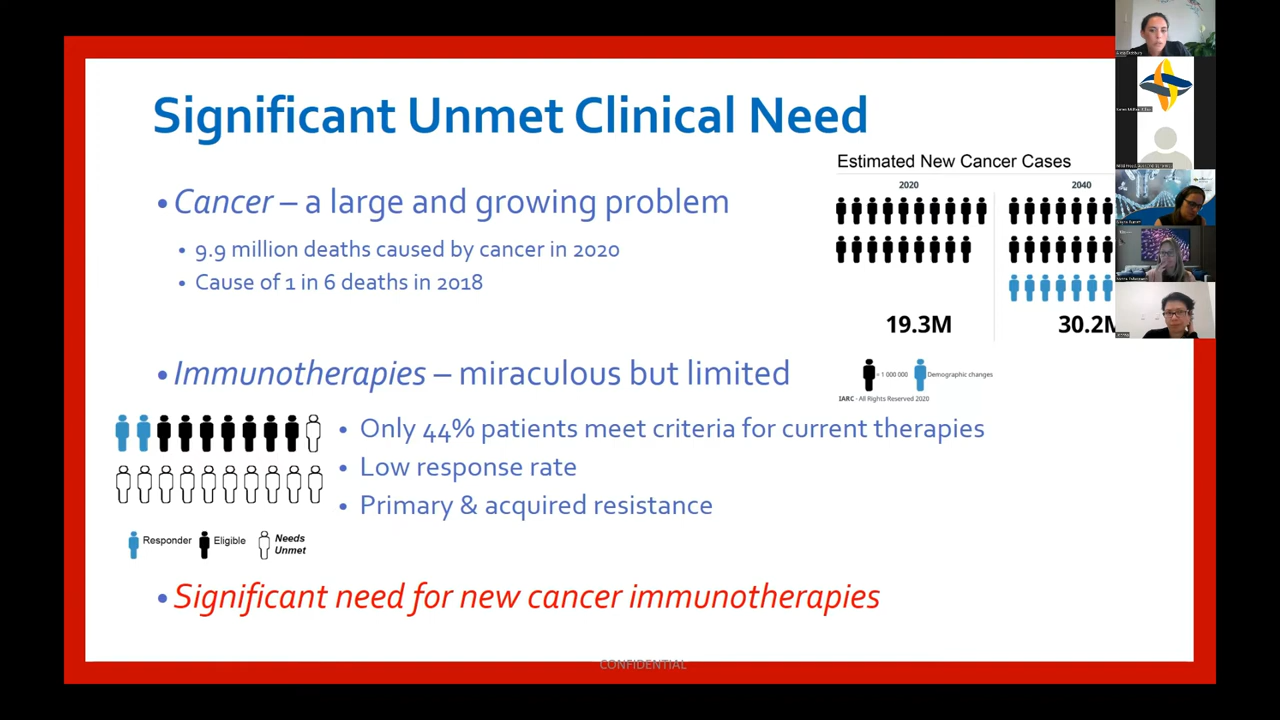 Significant Unmet Clinical Need
• Cancer – a large and growing problem
• 9.9 million deaths caused by cancer in 2020
• Cause of 1 in 6 deaths in 2018
Estimated New Cancer Cases
2020 2040
19.3M 30.2M
= 1 000 000 Demographic changes
IARC - All Rights Reserved 2020
• Immunotherapies – miraculous but limited
• Only 44% patients meet criteria for current therapies
• Low response rate
• Primary & acquired resistance
Responder Eligible Needs
Unmet
• Significant need for new cancer immunotherapies
CONFIDENTIAL